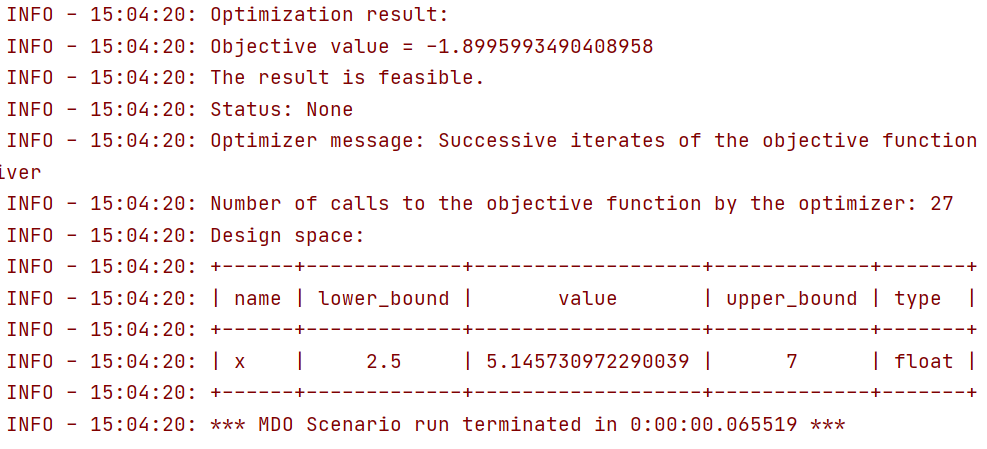 INFO - 15:04:20: Optimization result:
INFO - 15:04:20: Objective value = -1.8995993490408958
INFO - 15:04:20: The result is feasible.
INFO - 15:04:20: Status: None
INFO - 15:04:20: Optimizer message: Successive iterates of the objective function
iver
INFO - 15:04:20: Number of calls to the objective function by the optimizer: 27
INFO - 15:04:20: Design space:
INFO - 15:04:20: +------+-------------+-------------------+-------------+-------+
INFO - 15:04:20: | name | lower_bound |       value       | upper_bound | type  |
INFO - 15:04:20: +------+-------------+-------------------+-------------+-------+
INFO - 15:04:20: | x    |     2.5     | 5.145730972290039 |      7      | float |
INFO - 15:04:20: +------+-------------+-------------------+-------------+-------+
INFO - 15:04:20: *** MDO Scenario run terminated in 0:00:00.065519 ***